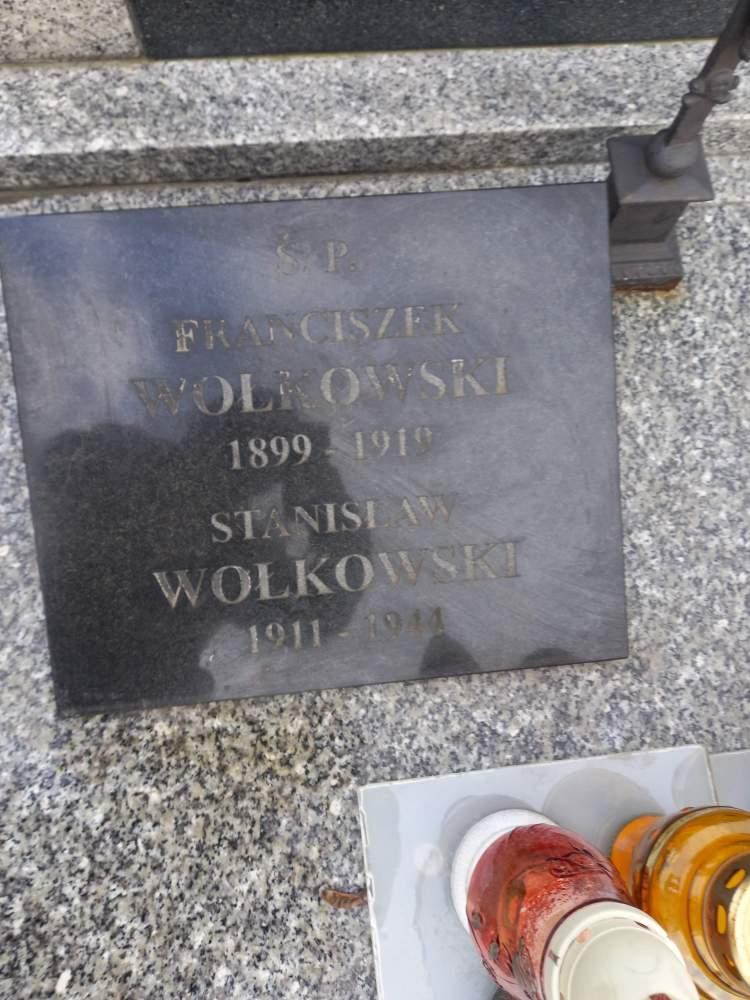 Ś. P.
FRANCISZEK
WOŁKOWSKI
1899 - 1919
STANISŁAW
WOŁKOWSKI
1911 - 1944